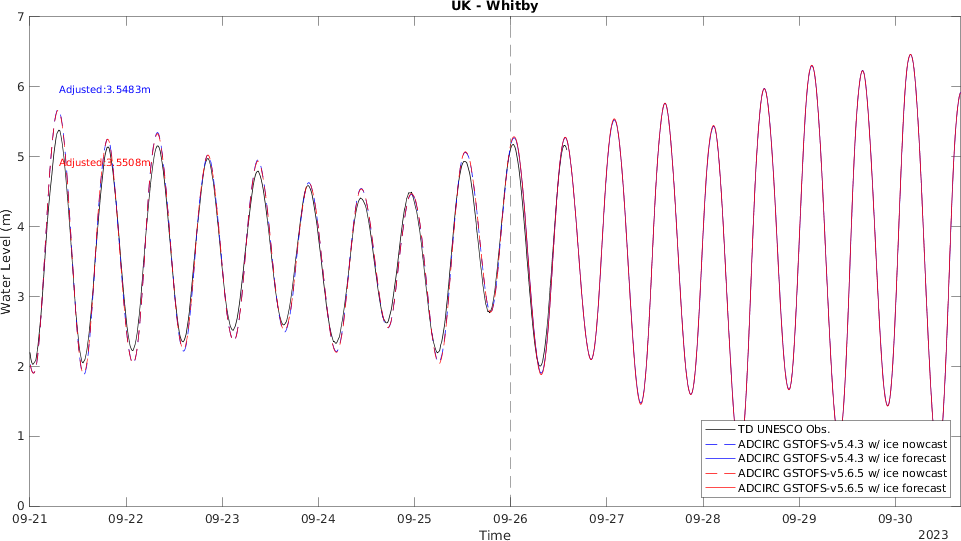 UK - Whitby
7
6
5
4
3
2
1
0
Water Level (m)
Adjusted:3.5483m
Adjusted:3.5508m
TD UNESCO Obs.
ADCIRC GSTOFS-v5.4.3 w/ ice nowcast
ADCIRC GSTOFS-v5.4.3 w/ ice forecast
ADCIRC GSTOFS-v5.6.5 w/ ice nowcast
ADCIRC GSTOFS-v5.6.5 w/ ice forecast
09-21 09-22 09-23 09-24 09-25 09-26 09-27 09-28 09-29 09-30
Time
2023